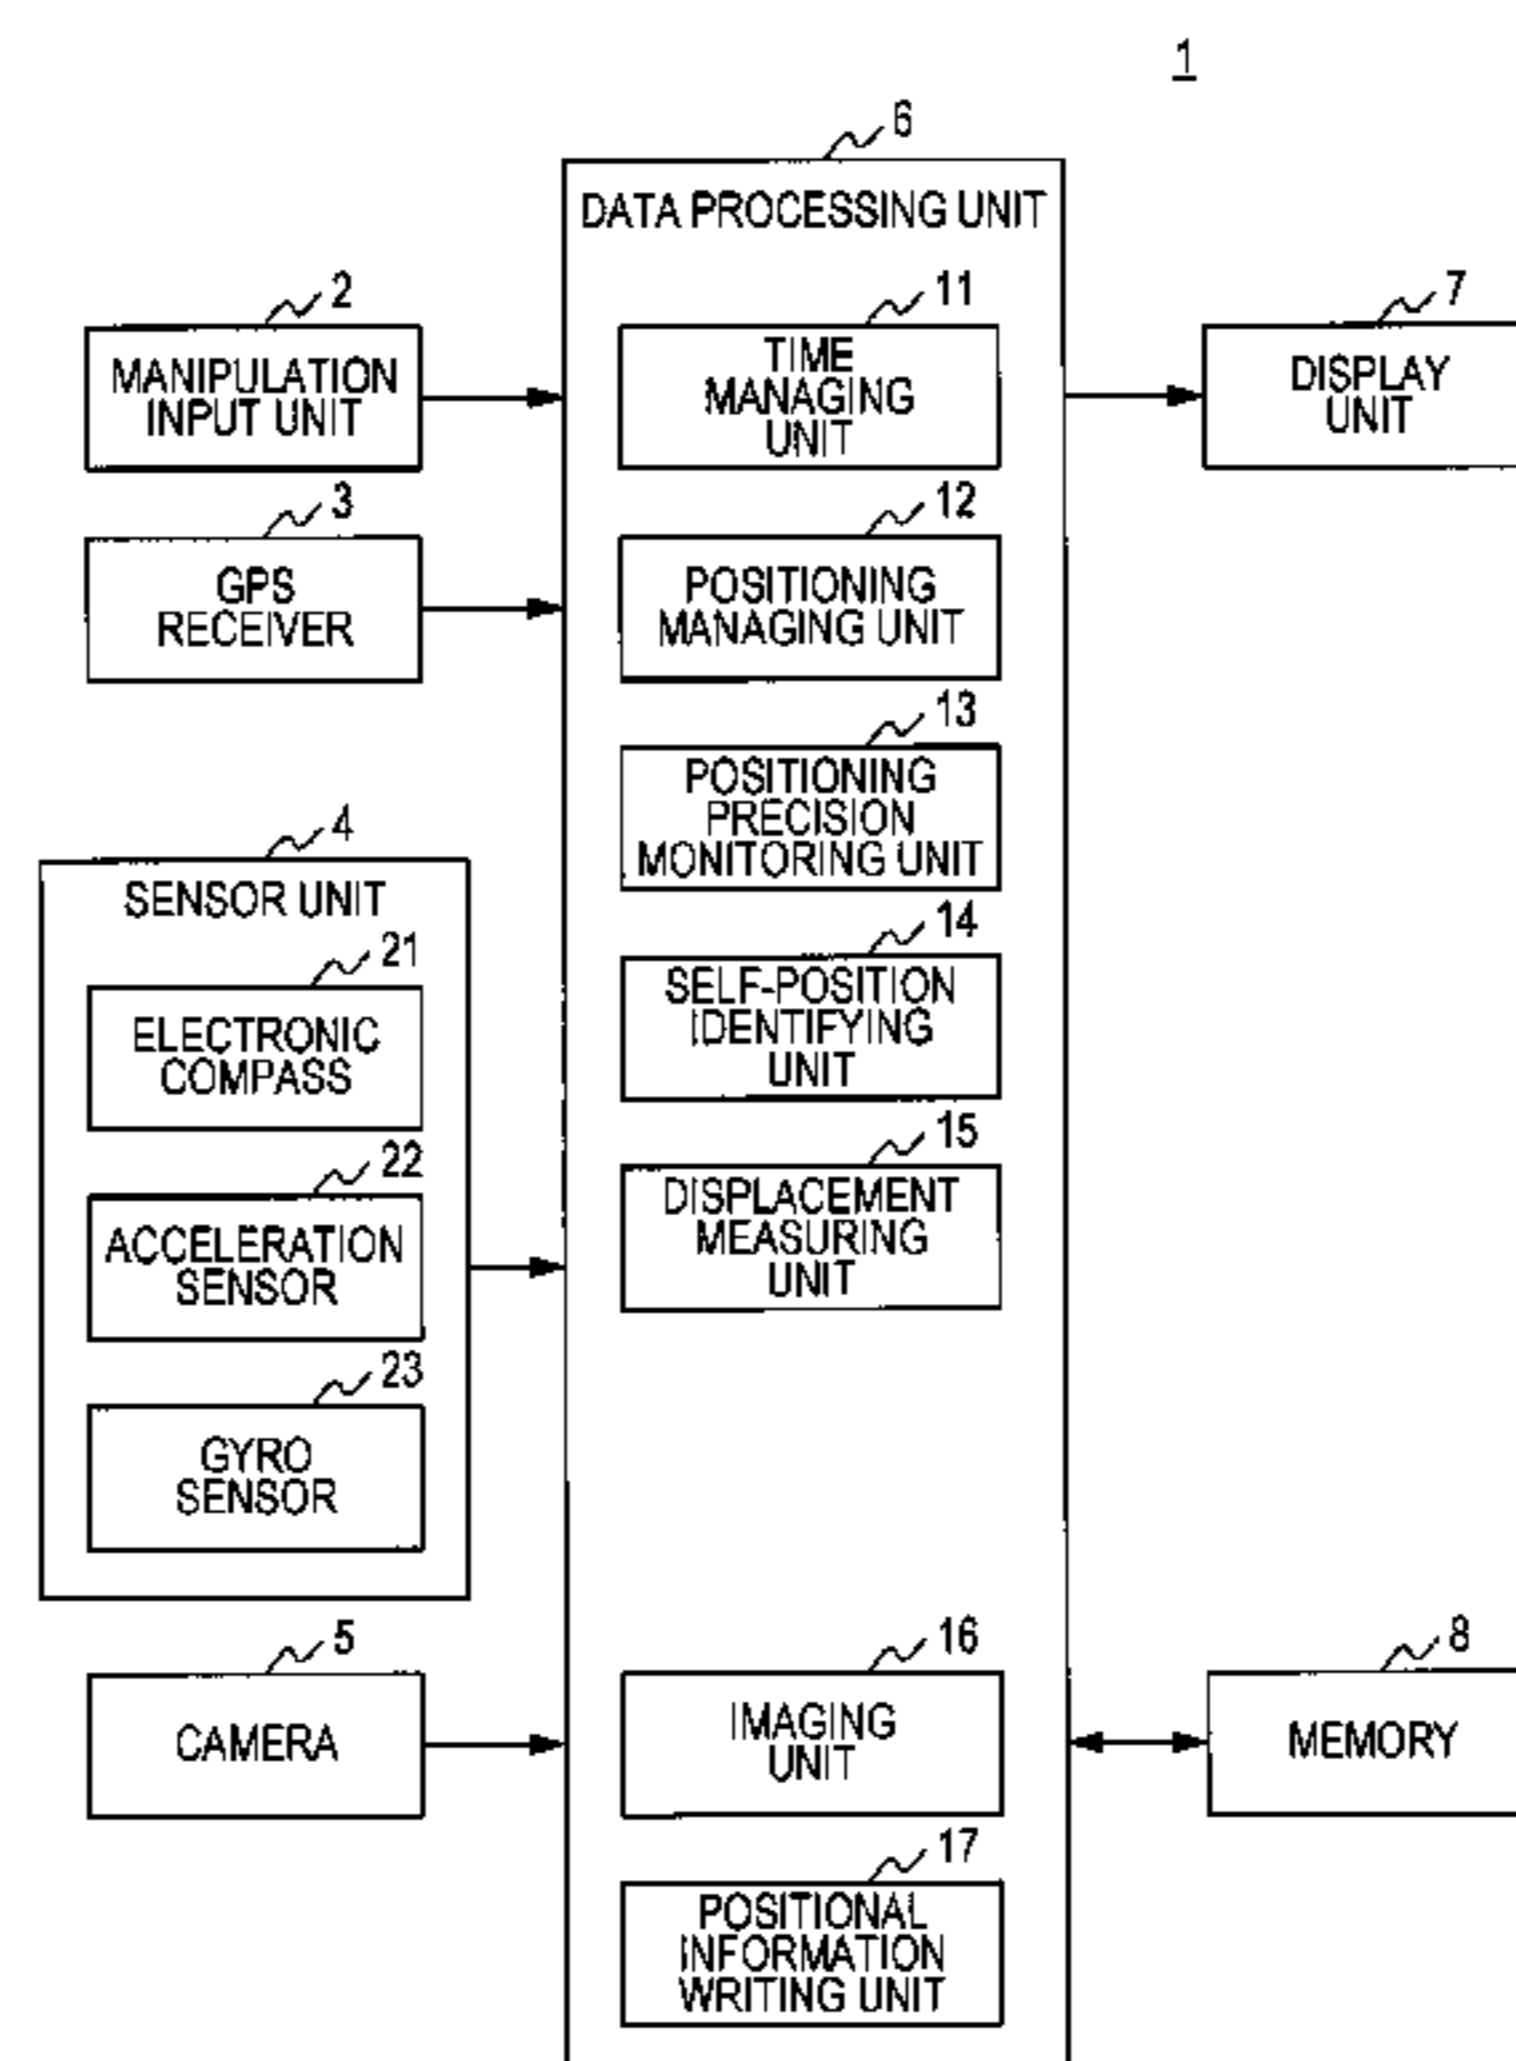 1
6
DATA PROCESSING UNIT
2
MANIPULATION
INPUT UNIT
11
TIME
MANAGING
UNIT
7
DISPLAY
UNIT
3
GPS
RECEIVER
12
POSITIONING
MANAGING UNIT
13
POSITIONING
PRECISION
MONITORING UNIT
4
SENSOR UNIT
21
ELECTRONIC
COMPASS
14
SELF-POSITION
IDENTIFYING
UNIT
22
ACCELERATION
SENSOR
15
DISPLACEMENT
MEASURING
UNIT
23
GYRO
SENSOR
5
CAMERA
16
IMAGING
UNIT
8
MEMORY
17
POSITIONAL
INFORMATION
WRITING UNIT